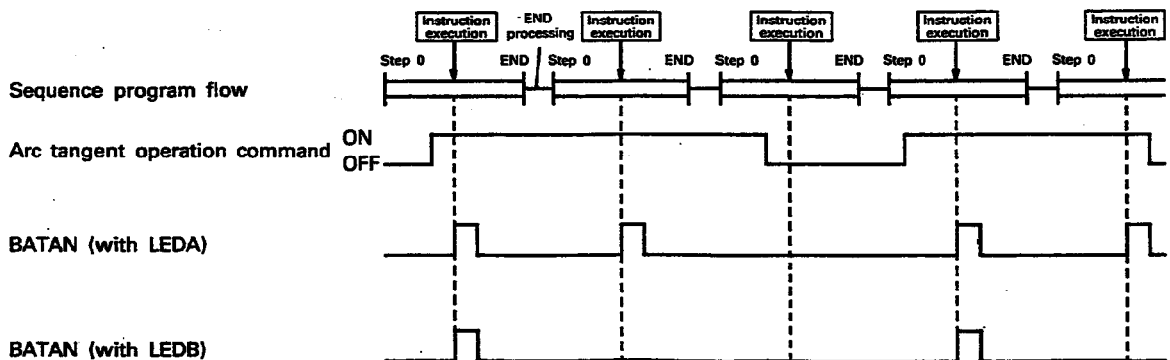 Instruction execution
END processing
Instruction execution
Instruction execution
Instruction execution
Instruction execution
Step 0 END Step 0 END Step 0 END Step 0 END Step 0
Sequence program flow
Arc tangent operation command ON OFF
BATAN (with LEDA)
BATAN (with LEDB)